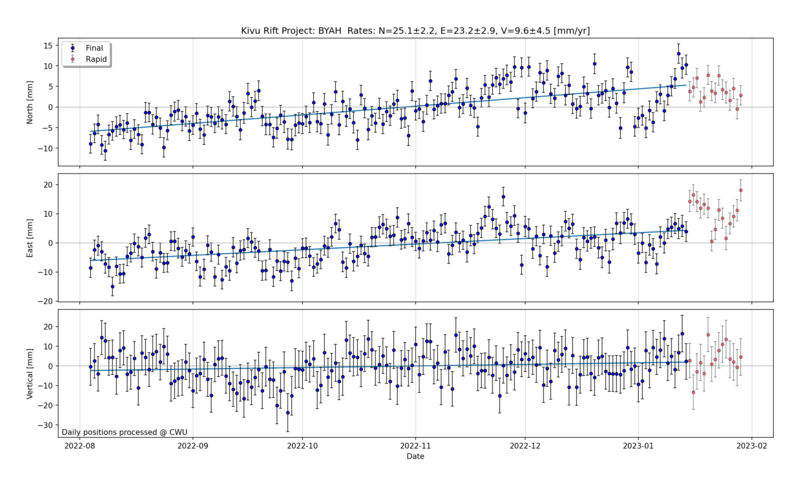 Kivu Rift Project: BYAH Rates: N=25.1±2.2, E=23.2±2.9, V=9.6±4.5 [mm/yr]
Final
Rapid
North [mm]
15
10
5
0
−5
−10
East [mm]
20
10
0
−10
−20
Vertical [mm]
20
10
0
−10
−20
−30
Daily positions processed @ CWU
2022-08 2022-09 2022-10 2022-11 2022-12 2023-01 2023-02
Date